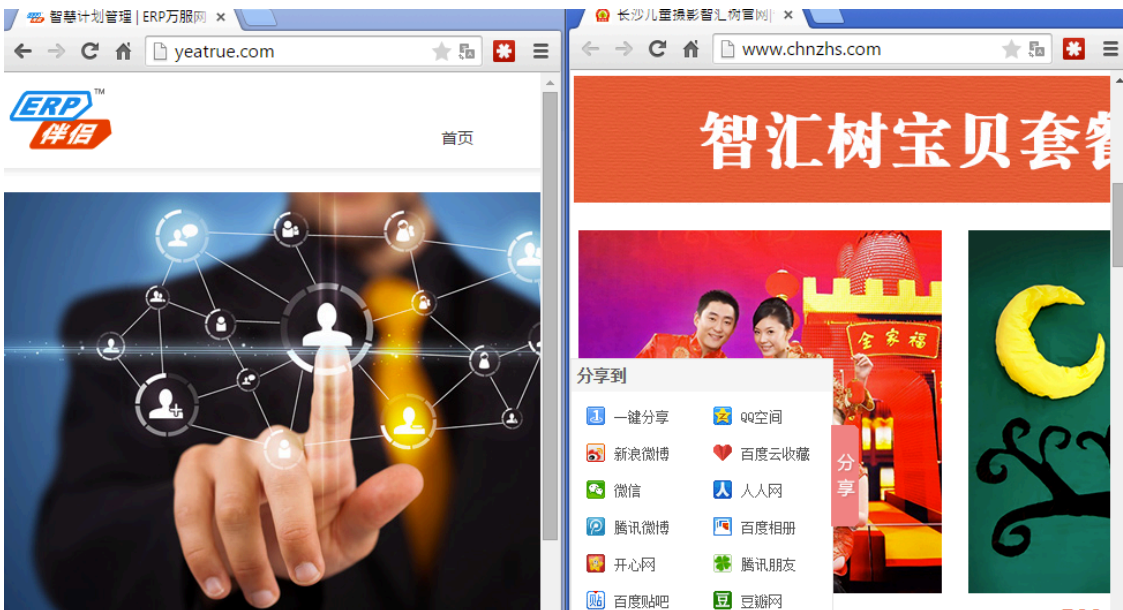 智慧计划管理 | ERP万服网
yeatrue.com
ERP™
伴侣
首页
长沙儿童摄影智汇树官网
www.chnzhs.com
智汇树宝贝套餐
全家福
分享到
一键分享
QQ空间
新浪微博
百度云收藏
微信
人人网
腾讯微博
百度相册
开心网
腾讯朋友
百度贴吧
豆瓣网
分享